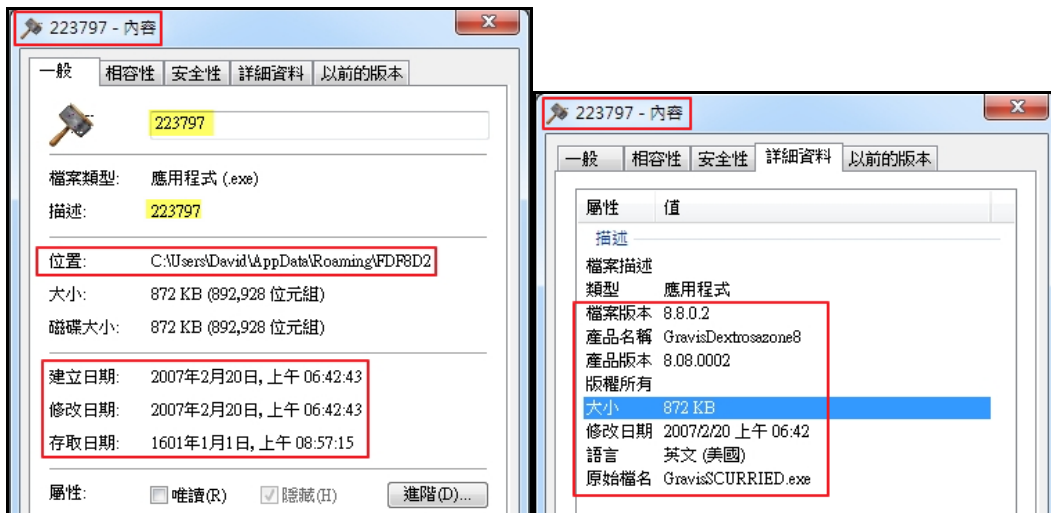 223797 - 內容
一般 相容性 安全性 詳細資料 以前的版本
223797
檔案類型: 應用程式 (.exe)
描述: 223797
位置: C:\Users\David\AppData\Roaming\FDF8D2
大小: 872 KB (892,928 位元組)
磁碟大小: 872 KB (892,928 位元組)
建立日期: 2007年2月20日, 上午 06:42:43
修改日期: 2007年2月20日, 上午 06:42:43
存取日期: 1601年1月1日, 上午 08:57:15
屬性: 唯讀(R) 隱藏(H) 進階(D)...
223797 - 內容
一般 相容性 安全性 詳細資料 以前的版本
屬性 值
描述
檔案描述
類型 應用程式
檔案版本 8.8.0.2
產品名稱 GravisDextrosazone8
產品版本 8.08.0002
版權所有
大小 872 KB
修改日期 2007/2/20 上午 06:42
語言 英文 (美國)
原始檔名 GravisSCURRIED.exe